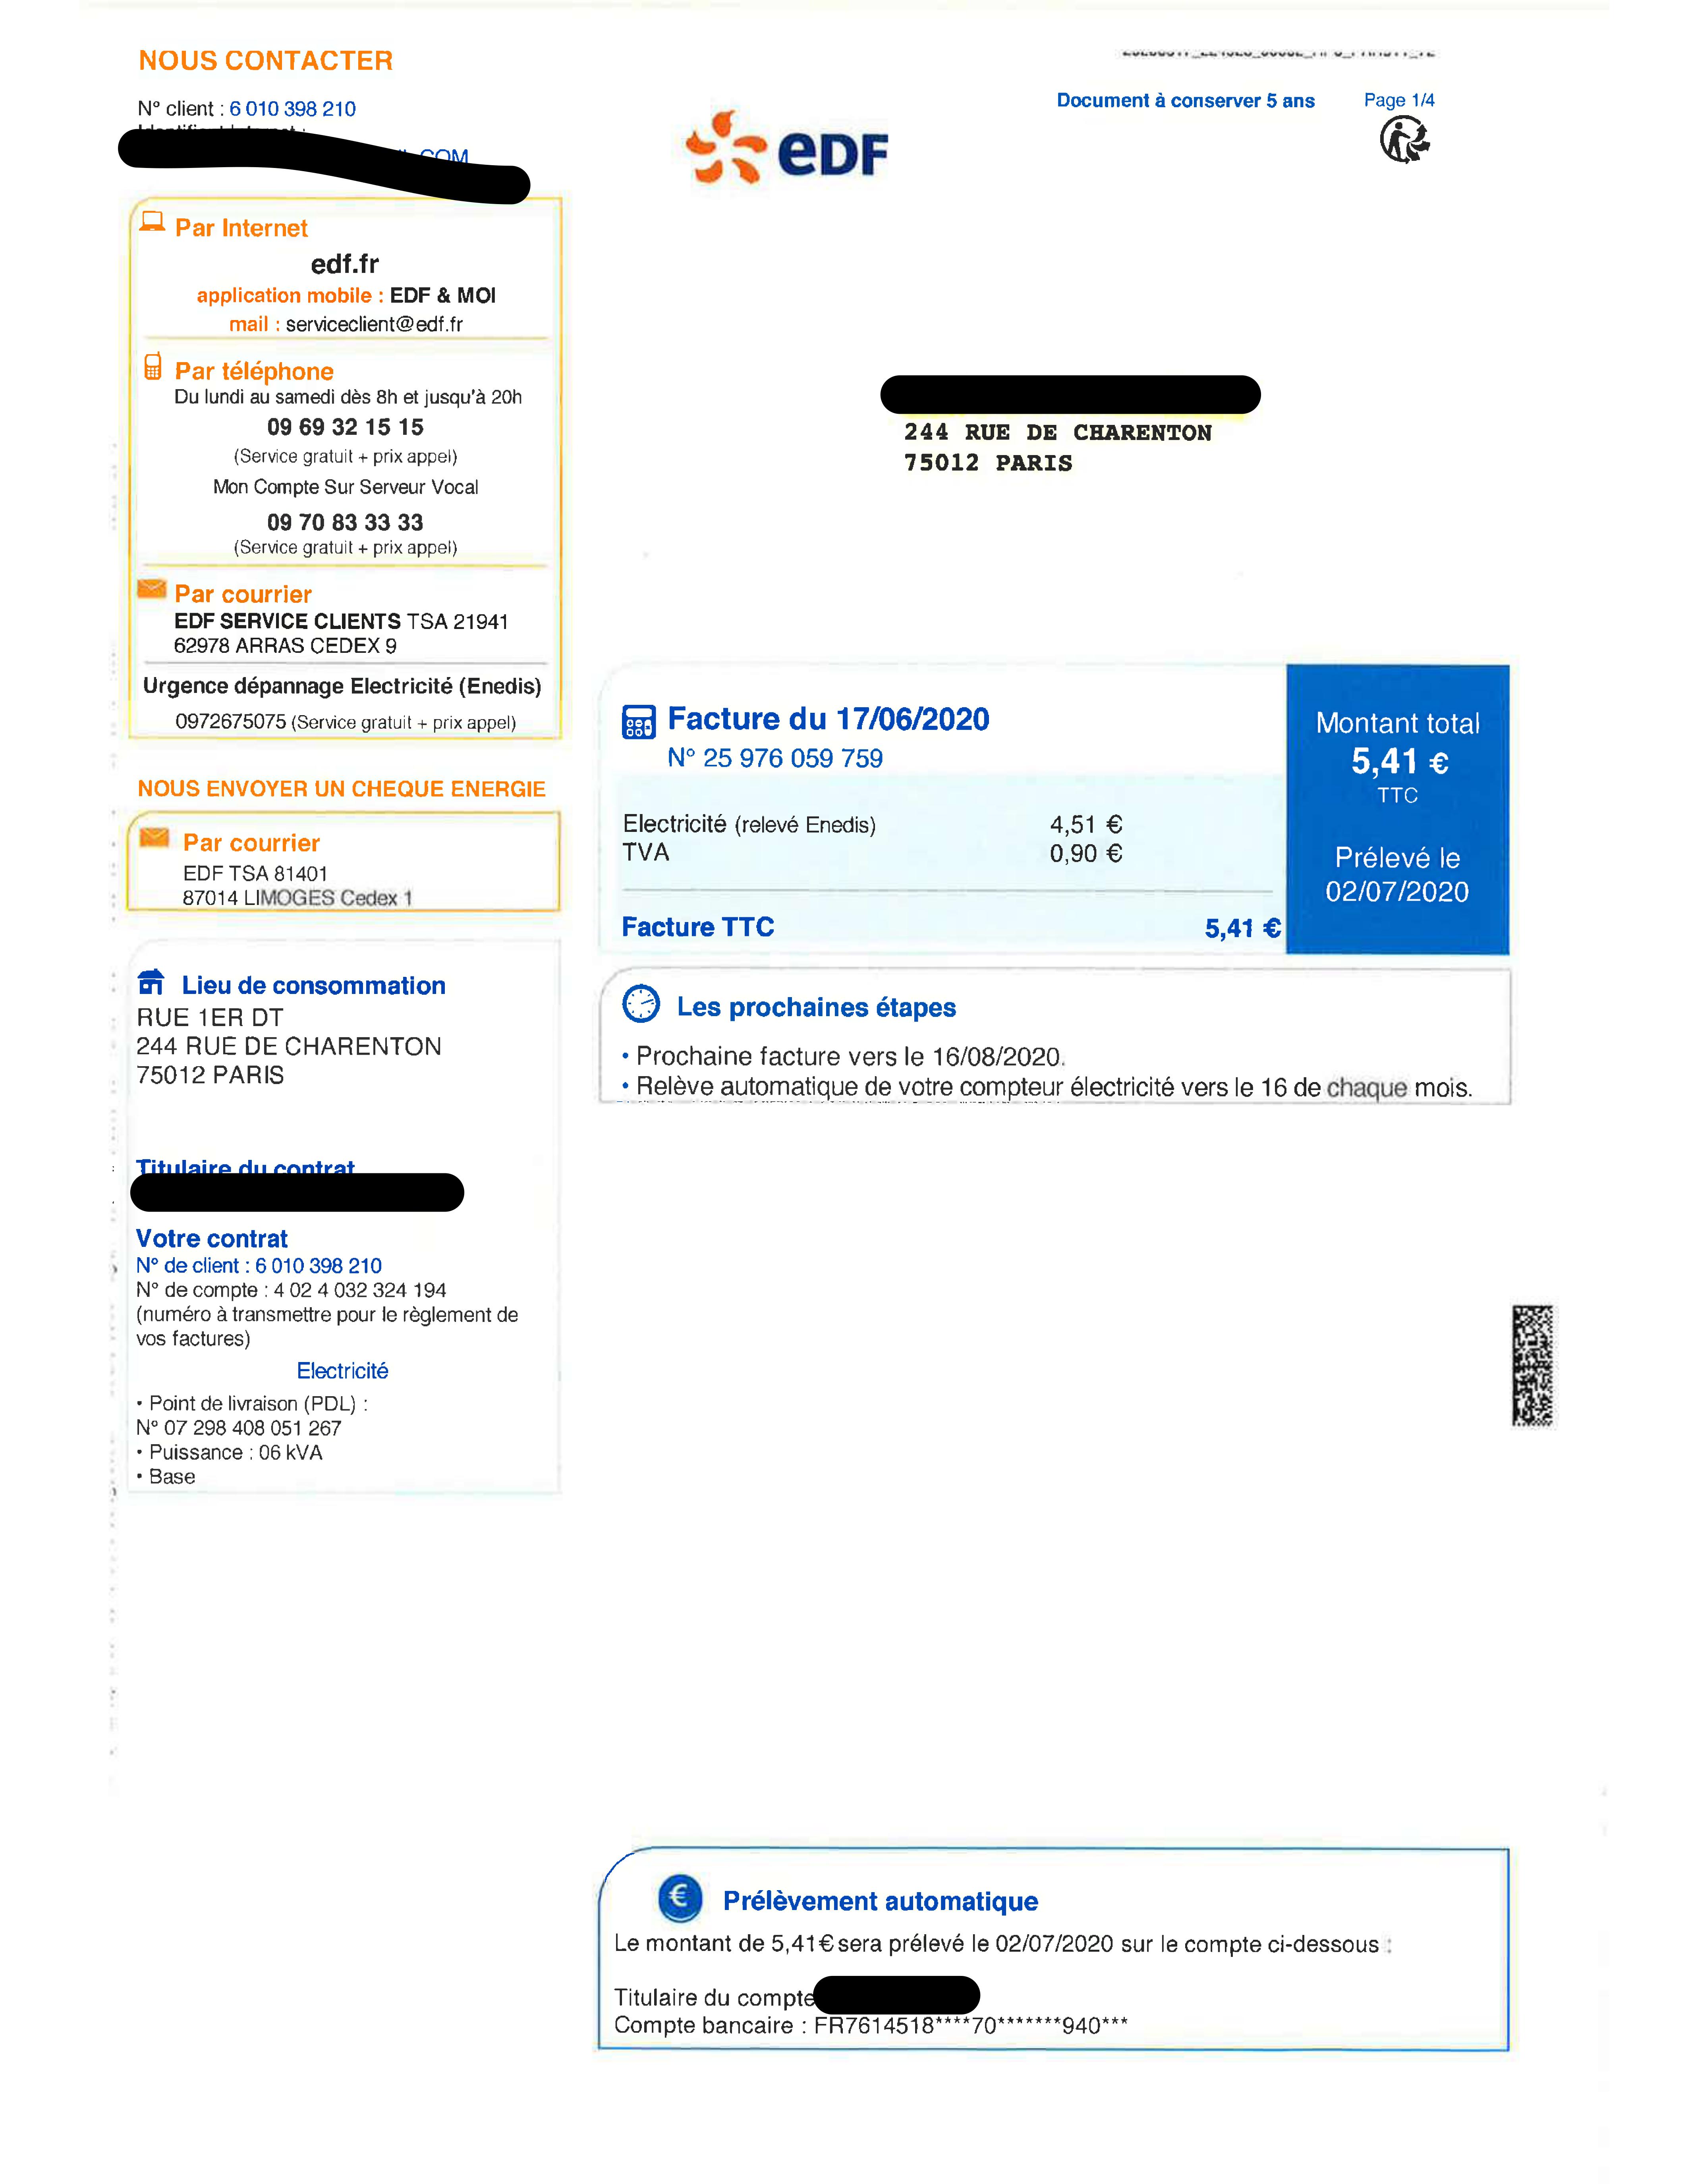 NOUS CONTACTER
N° client : 6 010 398 210
.COM
Document à conserver 5 ans
Page 1/4
eDF
Par Internet
edf.fr
application mobile : EDF & MOI
mail : serviceclient@edf.fr
Par téléphone
Du lundi au samedi dès 8h et jusqu'à 20h
09 69 32 15 15
(Service gratuit + prix appel)
Mon Compte Sur Serveur Vocal
09 70 83 33 33
(Service gratuit + prix appel)
Par courrier
EDF SERVICE CLIENTS TSA 21941
62978 ARRAS CEDEX 9
Urgence dépannage Electricité (Enedis)
0972675075 (Service gratuit + prix appel)
244 RUE DE CHARENTON
75012 PARIS
NOUS ENVOYER UN CHEQUE ENERGIE
Par courrier
EDF TSA 81401
87014 LIMOGES Cedex 1
Facture du 17/06/2020
N° 25 976 059 759
Electricité (relevé Enedis) 4,51 €
TVA 0,90 €
Facture TTC 5,41 €
Montant total
5,41 €
TTC
Prélevé le
02/07/2020
Les prochaines étapes
• Prochaine facture vers le 16/08/2020.
• Relève automatique de votre compteur électricité vers le 16 de chaque mois.
Lieu de consommation
RUE 1ER DT
244 RUE DE CHARENTON
75012 PARIS
Titulaire du contrat
Votre contrat
N° de client : 6 010 398 210
N° de compte : 4 02 4 032 324 194
(numéro à transmettre pour le règlement de
vos factures)
Electricité
• Point de livraison (PDL) :
N° 07 298 408 051 267
• Puissance : 06 kVA
• Base
Prélèvement automatique
Le montant de 5,41€ sera prélevé le 02/07/2020 sur le compte ci-dessous :
Titulaire du compte
Compte bancaire : FR7614518****70*******940***